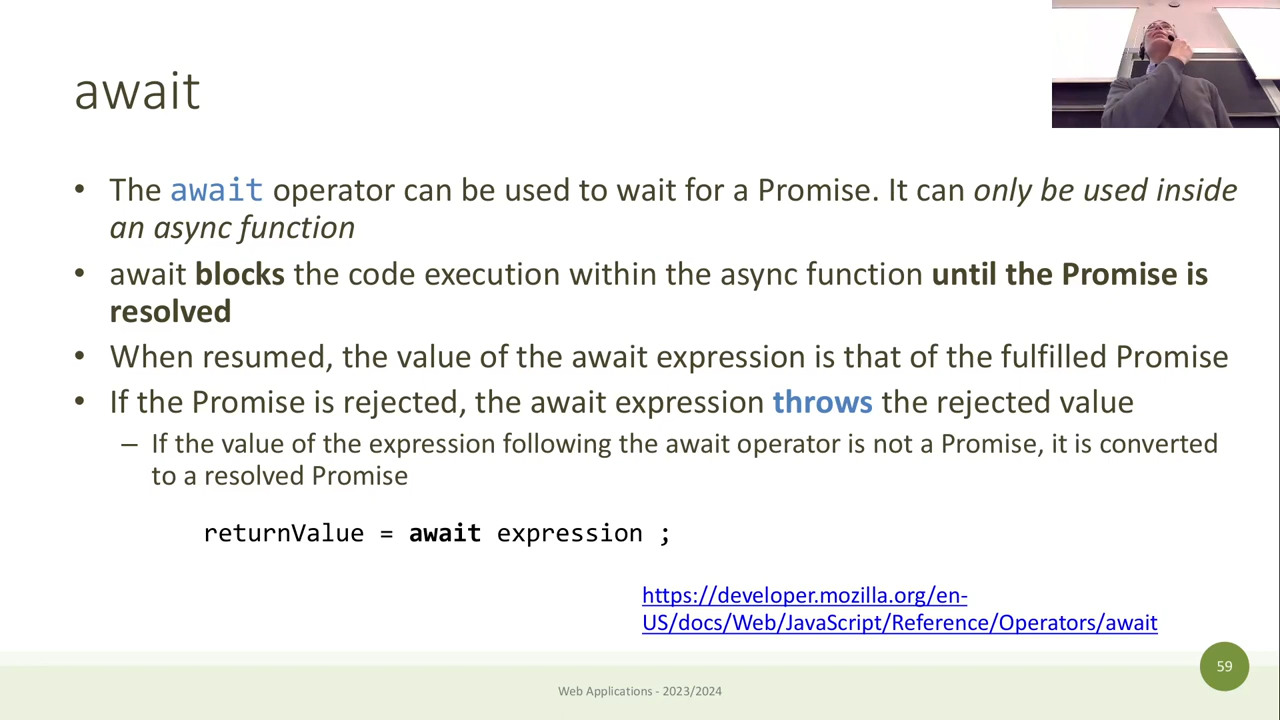 await
• The await operator can be used to wait for a Promise. It can only be used inside
an async function
• await blocks the code execution within the async function until the Promise is
resolved
• When resumed, the value of the await expression is that of the fulfilled Promise
• If the Promise is rejected, the await expression throws the rejected value
– If the value of the expression following the await operator is not a Promise, it is converted
to a resolved Promise
returnValue = await expression ;
https://developer.mozilla.org/en-
US/docs/Web/JavaScript/Reference/Operators/await
59
Web Applications - 2023/2024